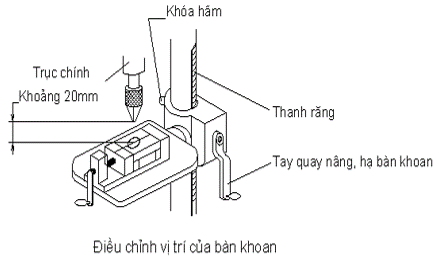 Khóa hãm
Trục chính
Khoảng 20mm
Thanh răng
Tay quay nâng, hạ bàn khoan
Điều chỉnh vị trí của bàn khoan